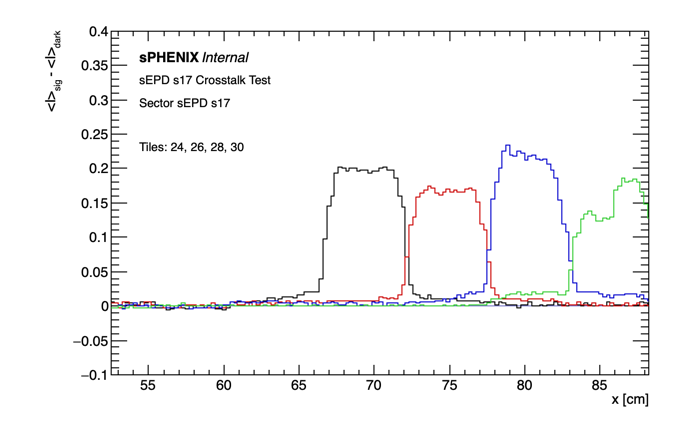 <I>sig - <I>dark
0.4
0.35
0.3
0.25
0.2
0.15
0.1
0.05
0
−0.05
−0.1
sPHENIX Internal
sEPD s17 Crosstalk Test
Sector sEPD s17
Tiles: 24, 26, 28, 30
55 60 65 70 75 80 85
x [cm]